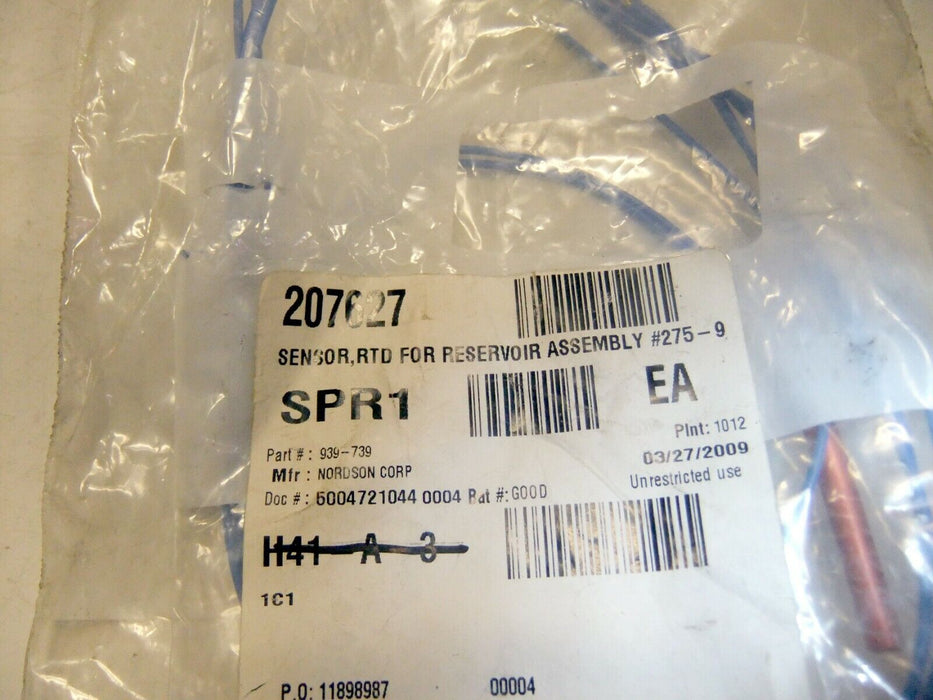 207627
SENSOR,RTD FOR RESERVOIR ASSEMBLY #275-9
SPR1 EA
Plnt: 1012
Part #: 939-739 03/27/2009
Mfr : NORDSON CORP Unrestricted use
Doc #: 5004721044 0004 Bat #: GOOD
H41 A 3
1C1
P.O: 11898987 00004